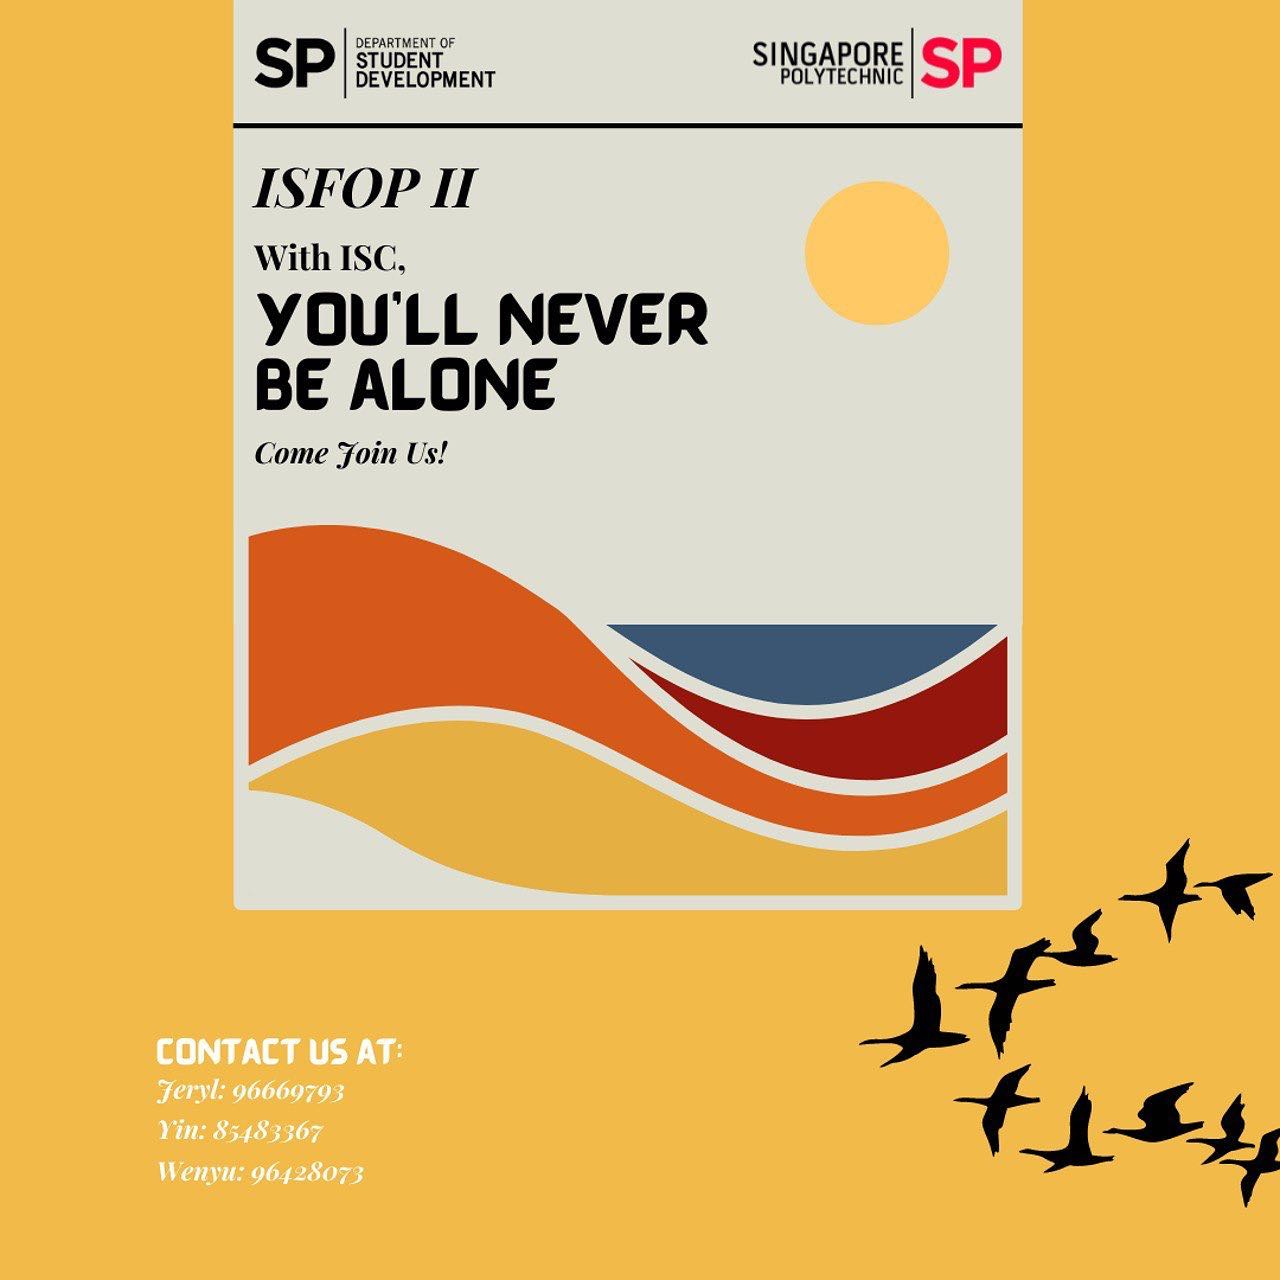 SP DEPARTMENT OF
STUDENT
DEVELOPMENT
SINGAPORE
POLYTECHNIC SP
ISFOP II
With ISC,
YOU'LL NEVER
BE ALONE
Come Join Us!
CONTACT US AT:
Jeryl: 96669793
Yin: 85483367
Wenyu: 96428073